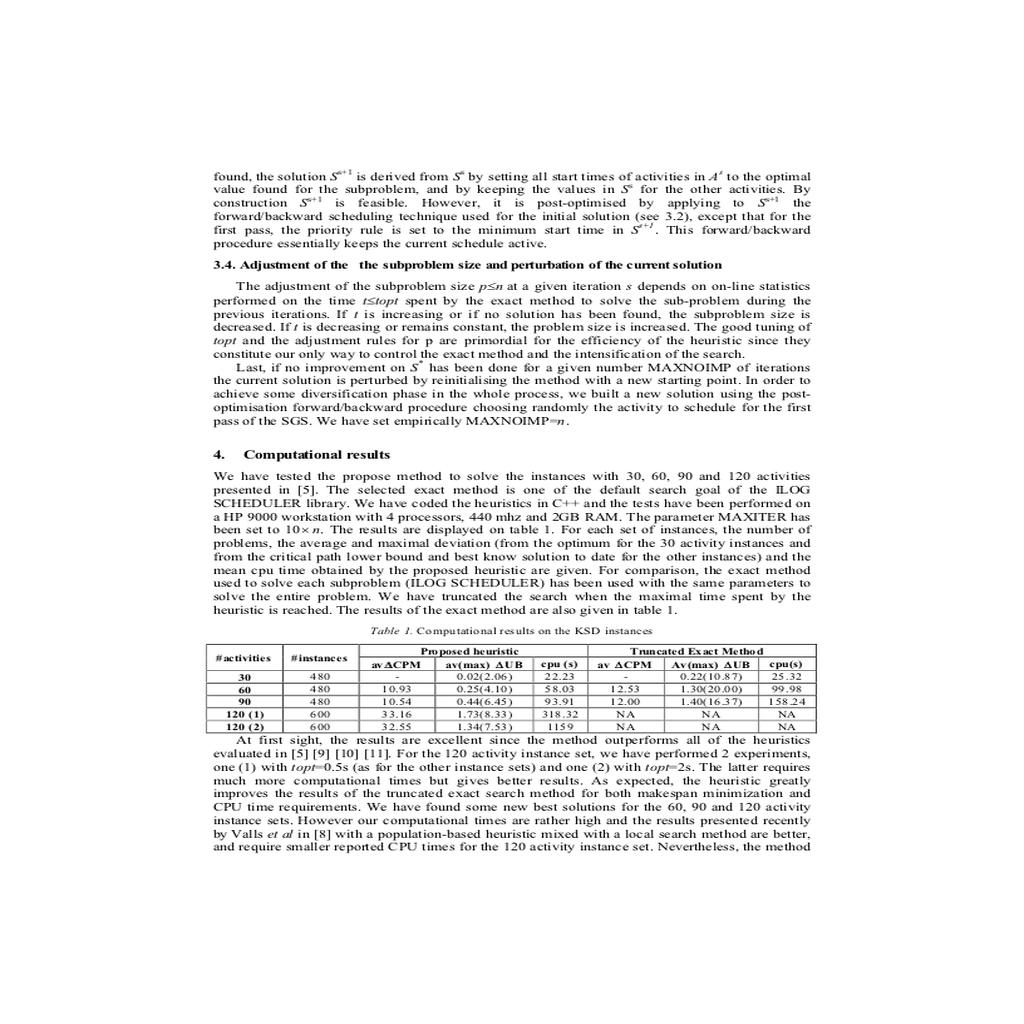 found, the solution S^s+1 is derived from S^s by setting all start times of activities in A^s to the optimal
value found for the subproblem, and by keeping the values in S^s for the other activities. By
construction S^s+1 is feasible. However, it is post-optimised by applying to S^s+1 the
forward/backward scheduling technique used for the initial solution (see 3.2), except that for the
first pass, the priority rule is set to the minimum start time in S^s+1. This forward/backward
procedure essentially keeps the current schedule active.
3.4. Adjustment of the the subproblem size and perturbation of the current solution
The adjustment of the subproblem size p≤n at a given iteration s depends on on-line statistics
performed on the time t≤topt spent by the exact method to solve the sub-problem during the
previous iterations. If t is increasing or if no solution has been found, the subproblem size is
decreased. If t is decreasing or remains constant, the problem size is increased. The good tuning of
topt and the adjustment rules for p are primordial for the efficiency of the heuristic since they
constitute our only way to control the exact method and the intensification of the search.
Last, if no improvement on S* has been done for a given number MAXNOIMP of iterations
the current solution is perturbed by reinitialising the method with a new starting point. In order to
achieve some diversification phase in the whole process, we built a new solution using the post-
optimisation forward/backward procedure choosing randomly the activity to schedule for the first
pass of the SGS. We have set empirically MAXNOIMP=n.
4. Computational results
We have tested the propose method to solve the instances with 30, 60, 90 and 120 activities
presented in [5]. The selected exact method is one of the default search goal of the ILOG
SCHEDULER library. We have coded the heuristics in C++ and the tests have been performed on
a HP 9000 workstation with 4 processors, 440 mhz and 2GB RAM. The parameter MAXITER has
been set to 10× n. The results are displayed on table 1. For each set of instances, the number of
problems, the average and maximal deviation (from the optimum for the 30 activity instances and
from the critical path lower bound and best know solution to date for the other instances) and the
mean cpu time obtained by the proposed heuristic are given. For comparison, the exact method
used to solve each subproblem (ILOG SCHEDULER) has been used with the same parameters to
solve the entire problem. We have truncated the search when the maximal time spent by the
heuristic is reached. The results of the exact method are also given in table 1.
Table 1. Computational results on the KSD instances
#activities #instances Proposed heuristic Truncated Exact Method
av ΔCPM av(max) ΔUB cpu (s) av ΔCPM Av(max) ΔUB cpu(s)
30 480 - 0.02(2.06) 22.23 - 0.22(10.87) 25.32
60 480 10.93 0.25(4.10) 58.03 12.53 1.30(20.00) 99.98
90 480 10.54 0.44(6.45) 93.91 12.00 1.40(16.37) 158.24
120 (1) 600 33.16 1.73(8.33) 318.32 NA NA NA
120 (2) 600 32.55 1.34(7.53) 1159 NA NA NA
At first sight, the results are excellent since the method outperforms all of the heuristics
evaluated in [5] [9] [10] [11]. For the 120 activity instance set, we have performed 2 experiments,
one (1) with topt=0.5s (as for the other instance sets) and one (2) with topt=2s. The latter requires
much more computational times but gives better results. As expected, the heuristic greatly
improves the results of the truncated exact search method for both makespan minimization and
CPU time requirements. We have found some new best solutions for the 60, 90 and 120 activity
instance sets. However our computational times are rather high and the results presented recently
by Valls et al in [8] with a population-based heuristic mixed with a local search method are better,
and require smaller reported CPU times for the 120 activity instance set. Nevertheless, the method